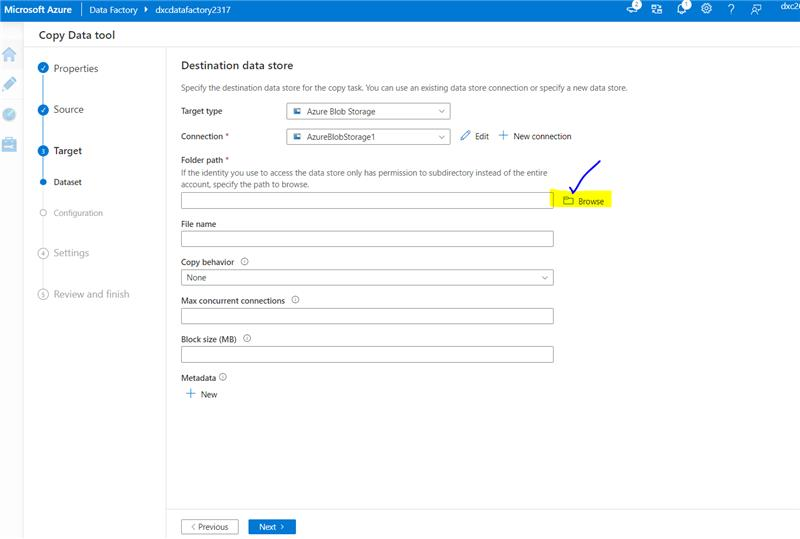 Microsoft Azure Data Factory dxcdatafactory2317 2 1 dxc20
Copy Data tool
Properties
Source
3 Target
Dataset
Configuration
4 Settings
5 Review and finish
Destination data store
Specify the destination data store for the copy task. You can use an existing data store connection or specify a new data store.
Target type Azure Blob Storage
Connection * AzureBlobStorage1 Edit New connection
Folder path *
If the identity you use to access the data store only has permission to subdirectory instead of the entire
account, specify the path to browse.
Browse
File name
Copy behavior
None
Max concurrent connections
Block size (MB)
Metadata
New
Previous Next